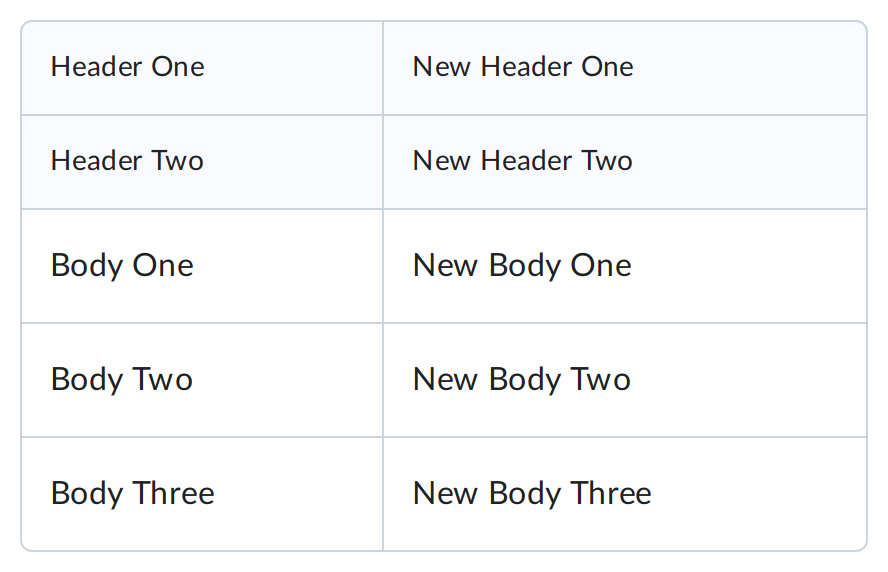 Header One New Header One
Header Two New Header Two
Body One New Body One
Body Two New Body Two
Body Three New Body Three